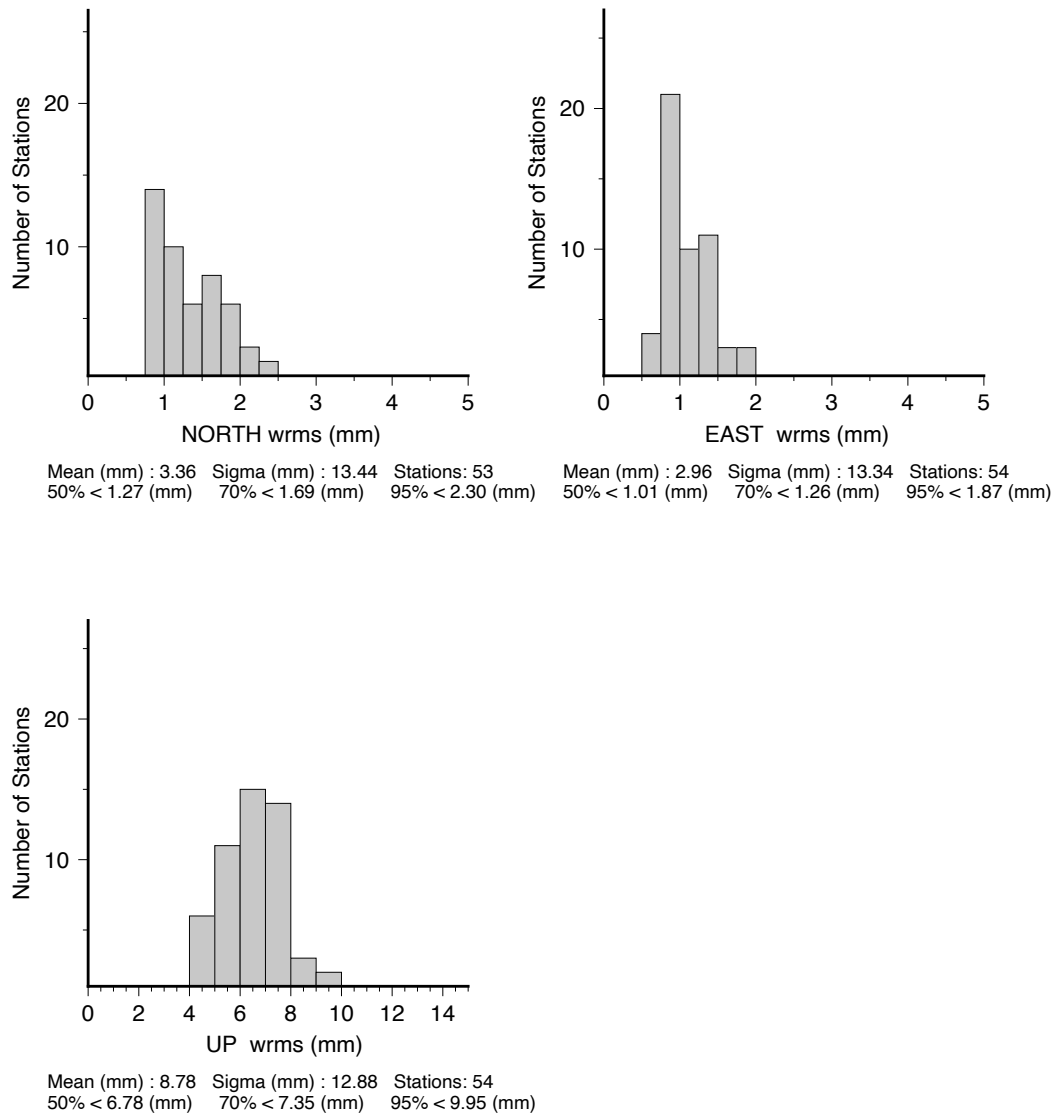 20
10
Number of Stations
0 1 2 3 4 5
NORTH wrms (mm)
Mean (mm) : 3.36 Sigma (mm) : 13.44 Stations: 53
50% < 1.27 (mm) 70% < 1.69 (mm) 95% < 2.30 (mm)
20
10
Number of Stations
0 1 2 3 4 5
EAST wrms (mm)
Mean (mm) : 2.96 Sigma (mm) : 13.34 Stations: 54
50% < 1.01 (mm) 70% < 1.26 (mm) 95% < 1.87 (mm)
20
10
Number of Stations
0 2 4 6 8 10 12 14
UP wrms (mm)
Mean (mm) : 8.78 Sigma (mm) : 12.88 Stations: 54
50% < 6.78 (mm) 70% < 7.35 (mm) 95% < 9.95 (mm)